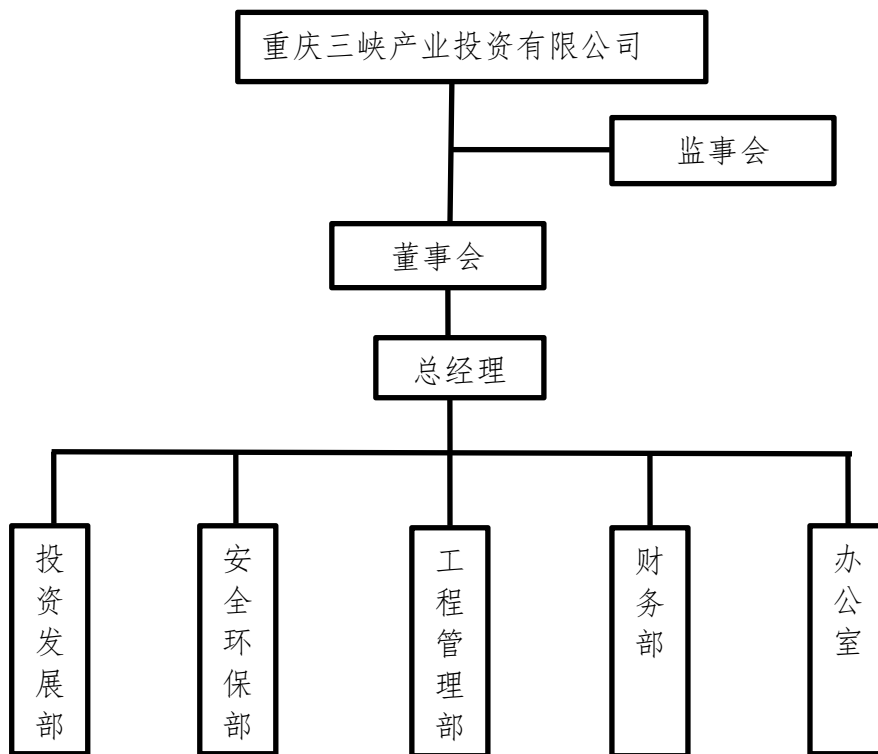 重庆三峡产业投资有限公司
监事会
董事会
总经理
投资发展部
安全环保部
工程管理部
财务部
办公室